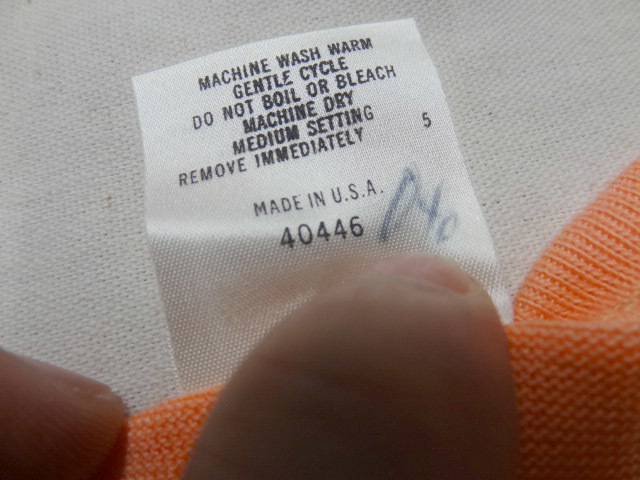 MACHINE WASH WARM
GENTLE CYCLE
DO NOT BOIL OR BLEACH
MACHINE DRY
MEDIUM SETTING 5
REMOVE IMMEDIATELY
MADE IN U.S.A.
40446